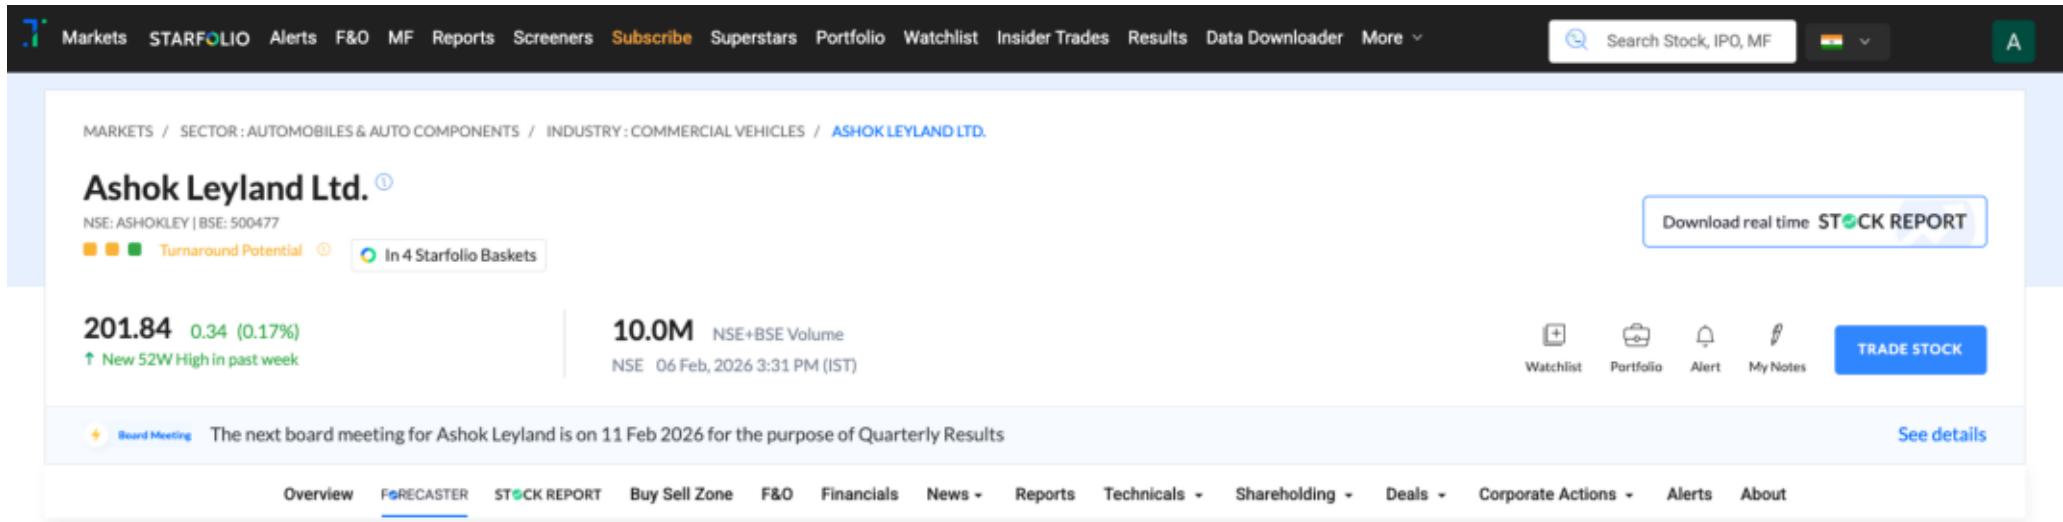 Markets STARFOLIO Alerts F&O MF Reports Screeners Subscribe Superstars Portfolio Watchlist Insider Trades Results Data Downloader More Search Stock, IPO, MF A
MARKETS / SECTOR : AUTOMOBILES & AUTO COMPONENTS / INDUSTRY : COMMERCIAL VEHICLES / ASHOK LEYLAND LTD.
Ashok Leyland Ltd.
NSE: ASHOKLEY | BSE: 500477
Turnaround Potential In 4 Starfolio Baskets
Download real time STOCK REPORT
201.84 0.34 (0.17%)
↑ New 52W High in past week
10.0M NSE+BSE Volume
NSE 06 Feb, 2026 3:31 PM (IST)
Watchlist Portfolio Alert My Notes TRADE STOCK
Board Meeting The next board meeting for Ashok Leyland is on 11 Feb 2026 for the purpose of Quarterly Results See details
Overview FORECASTER STOCK REPORT Buy Sell Zone F&O Financials News Reports Technicals Shareholding Deals Corporate Actions Alerts About